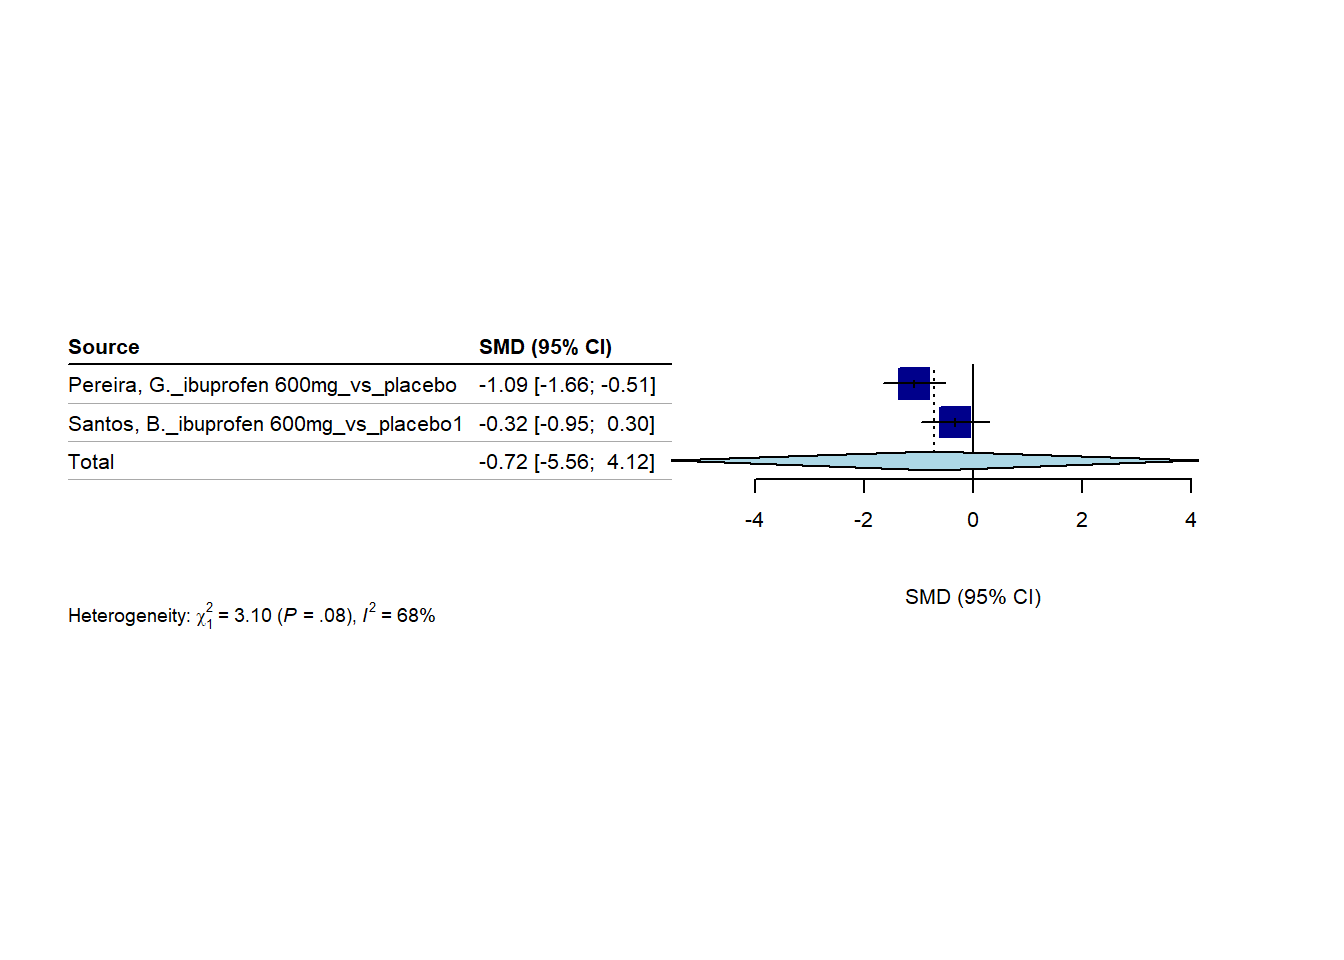 Source SMD (95% CI)
Pereira, G._ibuprofen 600mg_vs_placebo -1.09 [-1.66; -0.51]
Santos, B._ibuprofen 600mg_vs_placebo1 -0.32 [-0.95; 0.30]
Total -0.72 [-5.56; 4.12]
-4 -2 0 2 4
SMD (95% CI)
Heterogeneity: χ²₁ = 3.10 (P = .08), I² = 68%